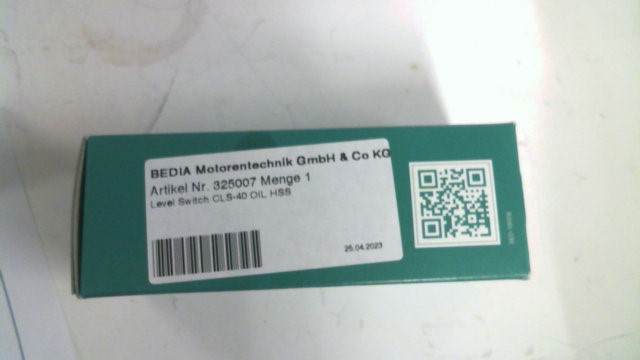 BEDIA Motorentechnik GmbH & Co KG
Artikel Nr. 325007 Menge 1
Level Switch CLS-40 OIL HSS
25.04.2023